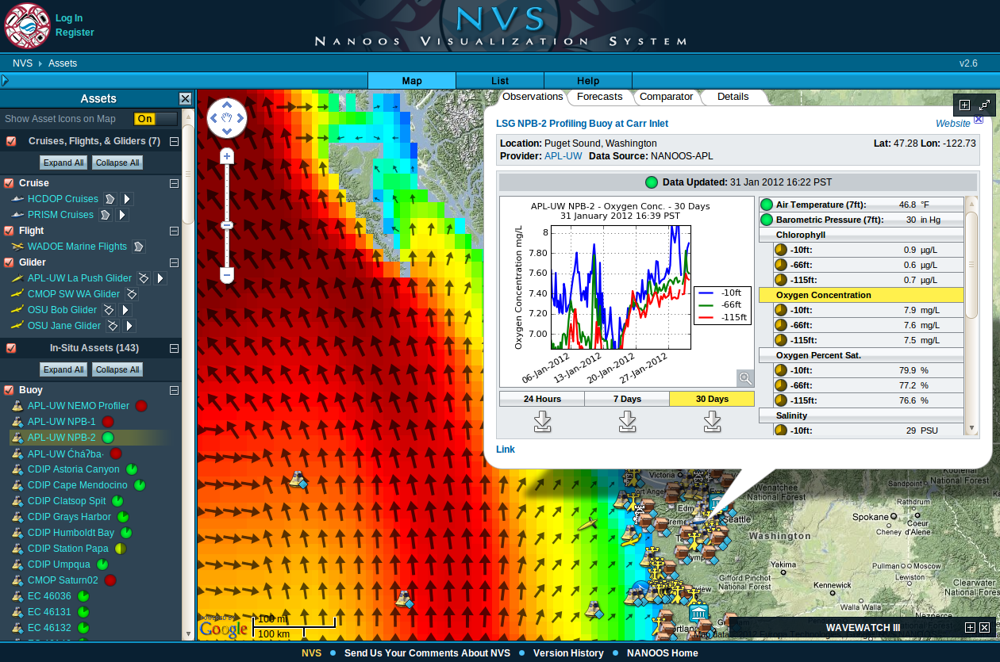 Log In
Register
NVS
NANOOS VISUALIZATION SYSTEM
NVS Assets
v2.6
Map List Help
Assets
Show Asset Icons on Map On
Cruises, Flights, & Gliders (7)
Expand All Collapse All
Cruise
HCDOP Cruises
PRISM Cruises
Flight
WADOE Marine Flights
Glider
APL-UW La Push Glider
CMOP SW WA Glider
OSU Bob Glider
OSU Jane Glider
In-Situ Assets (143)
Expand All Collapse All
Buoy
APL-UW NEMO Profiler
APL-UW NPB-1
APL-UW NPB-2
APL-UW Ćháʔba·
CDIP Astoria Canyon
CDIP Cape Mendocino
CDIP Clatsop Spit
CDIP Grays Harbor
CDIP Humboldt Bay
CDIP Station Papa
CDIP Umpqua
CMOP Saturn02
EC 46036
EC 46131
EC 46132
Observations Forecasts Comparator Details
LSG NPB-2 Profiling Buoy at Carr Inlet
Website
Location: Puget Sound, Washington
Lat: 47.28 Lon: -122.73
Provider: APL-UW Data Source: NANOOS-APL
Data Updated: 31 Jan 2012 16:22 PST
APL-UW NPB-2 - Oxygen Conc. - 30 Days
31 January 2012 16:39 PST
Oxygen Concentration mg/L
8
7.80
7.60
7.40
7.20
7.00
06-Jan-2012
13-Jan-2012
20-Jan-2012
27-Jan-2012
-10ft
-66ft
-115ft
24 Hours 7 Days 30 Days
Air Temperature (7ft): 46.8 °F
Barometric Pressure (7ft): 30 in Hg
Chlorophyll
-10ft: 0.9 µg/L
-66ft: 0.6 µg/L
-115ft: 0.7 µg/L
Oxygen Concentration
-10ft: 7.9 mg/L
-66ft: 7.6 mg/L
-115ft: 7.5 mg/L
Oxygen Percent Sat.
-10ft: 79.9 %
-66ft: 77.2 %
-115ft: 76.6 %
Salinity
-10ft: 29 PSU
Link
Victoria
Seattle
Wenatchee
National Forest
Washington
Yakima
Gifford Pinchot
National Forest
Kennewick
Walla Walla
Spokane
Coeur
d'Alene
Cheney
Rathdrum
Sandpoint
Kootenai
National Forest
Pullman Moscow
Lewiston
Clearwater
National Fores
Google
100 mi
100 km
WAVEWATCH III
NVS Send Us Your Comments About NVS Version History NANOOS Home